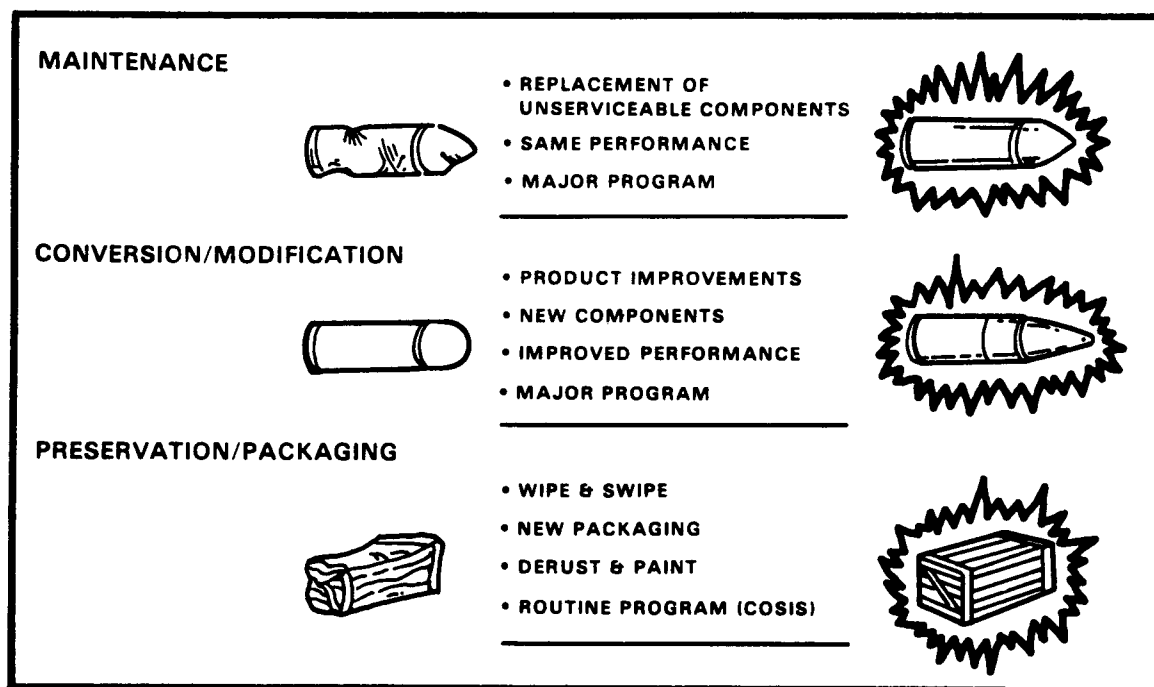 MAINTENANCE
• REPLACEMENT OF
UNSERVICEABLE COMPONENTS
• SAME PERFORMANCE
• MAJOR PROGRAM
CONVERSION/MODIFICATION
• PRODUCT IMPROVEMENTS
• NEW COMPONENTS
• IMPROVED PERFORMANCE
• MAJOR PROGRAM
PRESERVATION/PACKAGING
• WIPE & SWIPE
• NEW PACKAGING
• DERUST & PAINT
• ROUTINE PROGRAM (COSIS)